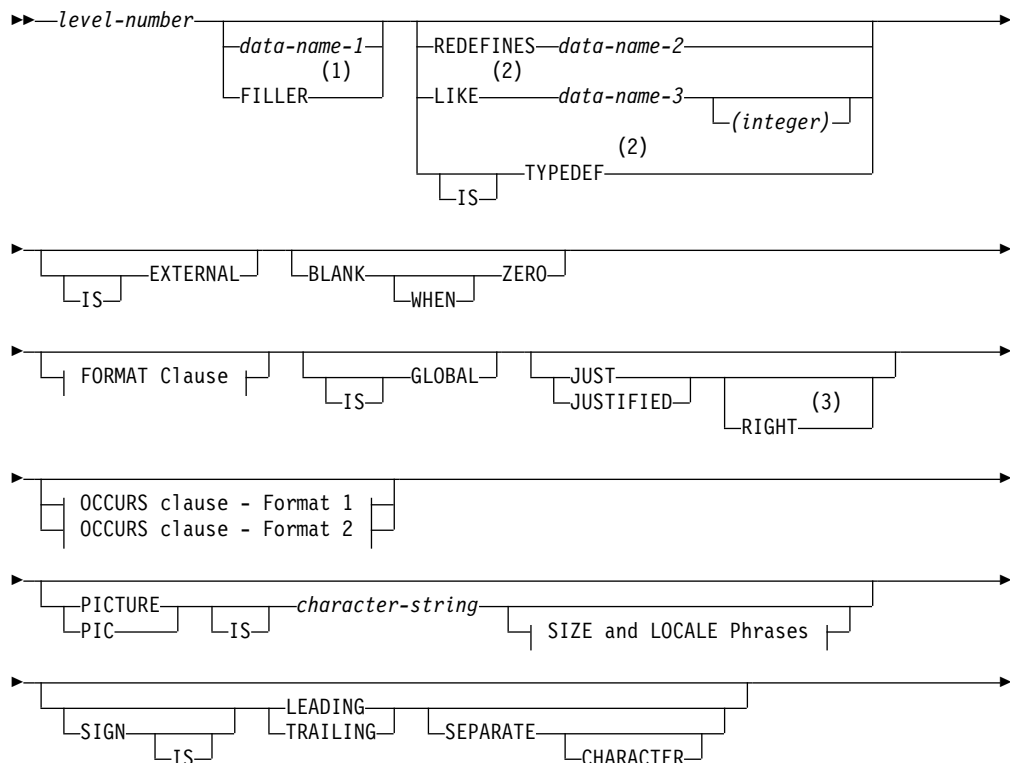 level-number
data-name-1 REDEFINES data-name-2
(1) (2)
FILLER LIKE data-name-3
(integer)
(2)
TYPEDEF
IS
EXTERNAL BLANK ZERO
IS WHEN
FORMAT Clause GLOBAL JUST
IS JUSTIFIED (3)
RIGHT
OCCURS clause - Format 1
OCCURS clause - Format 2
PICTURE character-string
PIC IS SIZE and LOCALE Phrases
LEADING
SIGN TRAILING SEPARATE
IS CHARACTER